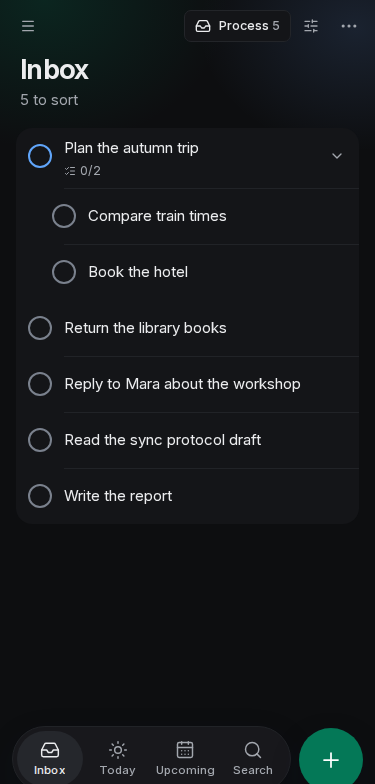 Process 5
Inbox
5 to sort
Plan the autumn trip
0/2
Compare train times
Book the hotel
Return the library books
Reply to Mara about the workshop
Read the sync protocol draft
Write the report
Inbox Today Upcoming Search